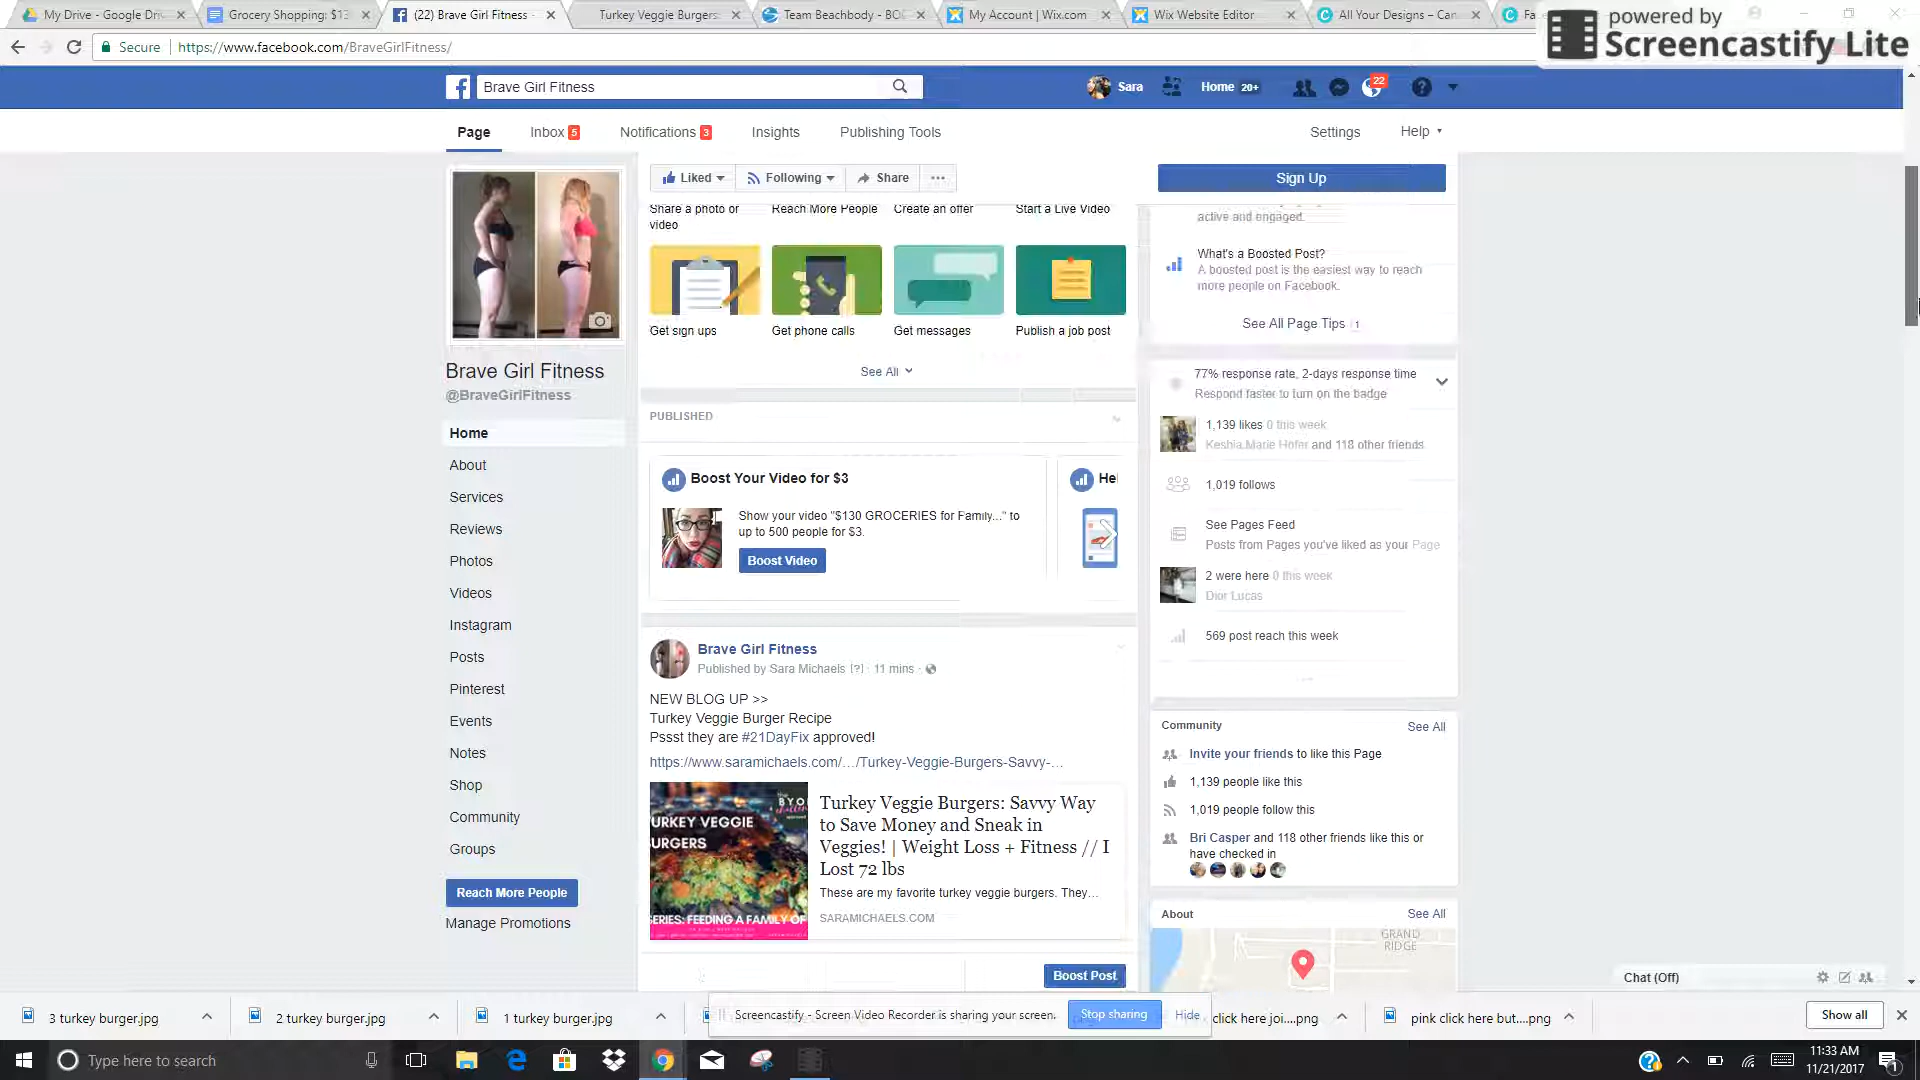 My Drive - Google Dri
Grocery Shopping: $13
(22) Brave Girl Fitness -
Turkey Veggie Burgers:
Team Beachbody - BO
My Account | Wix.com
Wix Website Editor
All Your Designs – Can
Fa
powered by
Screencastify Lite
Secure
https://www.facebook.com/BraveGirlFitness/
Brave Girl Fitness
Sara
Home 20+
22
Page
Inbox 5
Notifications 3
Insights
Publishing Tools
Settings
Help
Liked
Following
Share
Sign Up
Share a photo or
video
Reach More People
Create an offer
Start a Live Video
Get sign ups
Get phone calls
Get messages
Publish a job post
See All
active and engaged.
What's a Boosted Post?
A boosted post is the easiest way to reach
more people on Facebook.
See All Page Tips 1
Brave Girl Fitness
@BraveGirlFitness
Home
About
Services
Reviews
Photos
Videos
Instagram
Posts
Pinterest
Events
Notes
Shop
Community
Groups
Reach More People
Manage Promotions
PUBLISHED
Boost Your Video for $3
Show your video "$130 GROCERIES for Family..." to
up to 500 people for $3.
Boost Video
Hel
Brave Girl Fitness
Published by Sara Michaels [?] · 11 mins ·
NEW BLOG UP >>
Turkey Veggie Burger Recipe
Pssst they are #21DayFix approved!
https://www.saramichaels.com/…/Turkey-Veggie-Burgers-Savvy-…
URKEY VEGGIE
URGERS
ERIES: FEEDING A FAMILY OF
Turkey Veggie Burgers: Savvy Way
to Save Money and Sneak in
Veggies! | Weight Loss + Fitness // I
Lost 72 lbs
These are my favorite turkey veggie burgers. They…
SARAMICHAELS.COM
Boost Post
77% response rate, 2-days response time
Respond faster to turn on the badge
1,139 likes 0 this week
Keshia Marie Hofer and 118 other friends
1,019 follows
See Pages Feed
Posts from Pages you've liked as your Page
2 were here 0 this week
Dior Lucas
569 post reach this week
Community
See All
Invite your friends to like this Page
1,139 people like this
1,019 people follow this
Bri Casper and 118 other friends like this or
have checked in
About
See All
GRAND
RIDGE
Chat (Off)
3 turkey burger.jpg
2 turkey burger.jpg
1 turkey burger.jpg
Screencastify - Screen Video Recorder is sharing your screen.
Stop sharing
Hide
click here joi....png
pink click here but....png
Show all
Type here to search
11:33 AM
11/21/2017
1